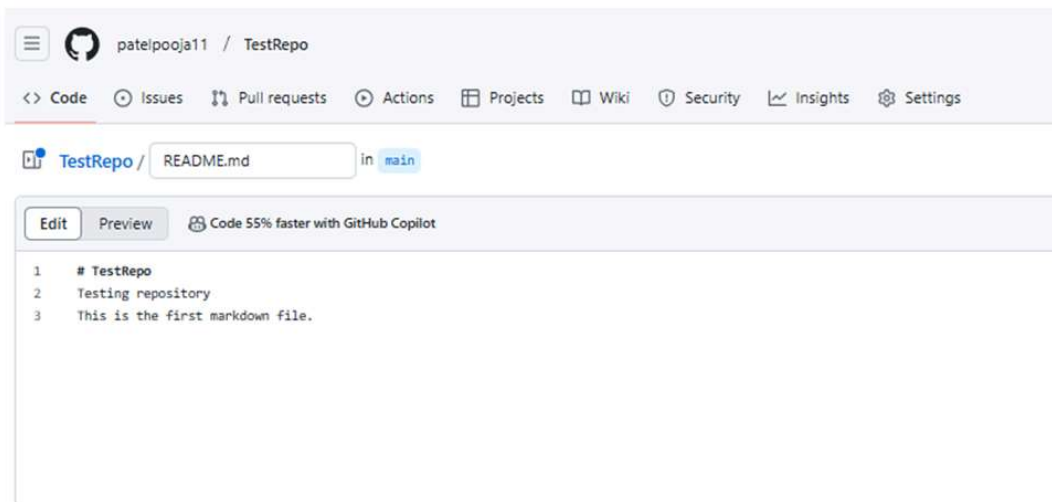 patelpooja11 / TestRepo
<> Code Issues Pull requests Actions Projects Wiki Security Insights Settings
TestRepo / README.md in main
Edit Preview Code 55% faster with GitHub Copilot
1 # TestRepo
2 Testing repository
3 This is the first markdown file.